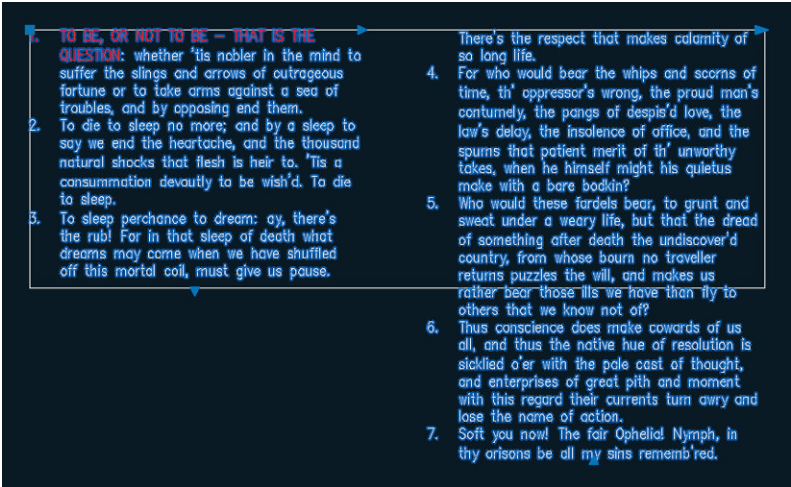 1. TO BE, OR NOT TO BE – THAT IS THE
QUESTION: whether 'tis nobler in the mind to
suffer the slings and arrows of outrageous
fortune or to take arms against a sea of
troubles, and by opposing end them.
2. To die to sleep no more; and by a sleep to
say we end the heartache, and the thousand
natural shocks that flesh is heir to. 'Tis a
consummation devoutly to be wish'd. To die
to sleep.
3. To sleep perchance to dream: ay, there's
the rub! For in that sleep of death what
dreams may come when we have shuffled
off this mortal coil, must give us pause.
There's the respect that makes calamity of
so long life.
4. For who would bear the whips and scorns of
time, th' oppressor's wrong, the proud man's
contumely, the pangs of despis'd love, the
law's delay, the insolence of office, and the
spurns that patient merit of th' unworthy
takes, when he himself might his quietus
make with a bare bodkin?
5. Who would these fardels bear, to grunt and
sweat under a weary life, but that the dread
of something after death the undiscover'd
country, from whose bourn no traveller
returns puzzles the will, and makes us
rather bear those ills we have than fly to
others that we know not of?
6. Thus conscience does make cowards of us
all, and thus the native hue of resolution is
sicklied o'er with the pale cast of thought,
and enterprises of great pith and moment
with this regard their currents turn awry and
lose the name of action.
7. Soft you now! The fair Ophelia! Nymph, in
thy orisons be all my sins rememb'red.